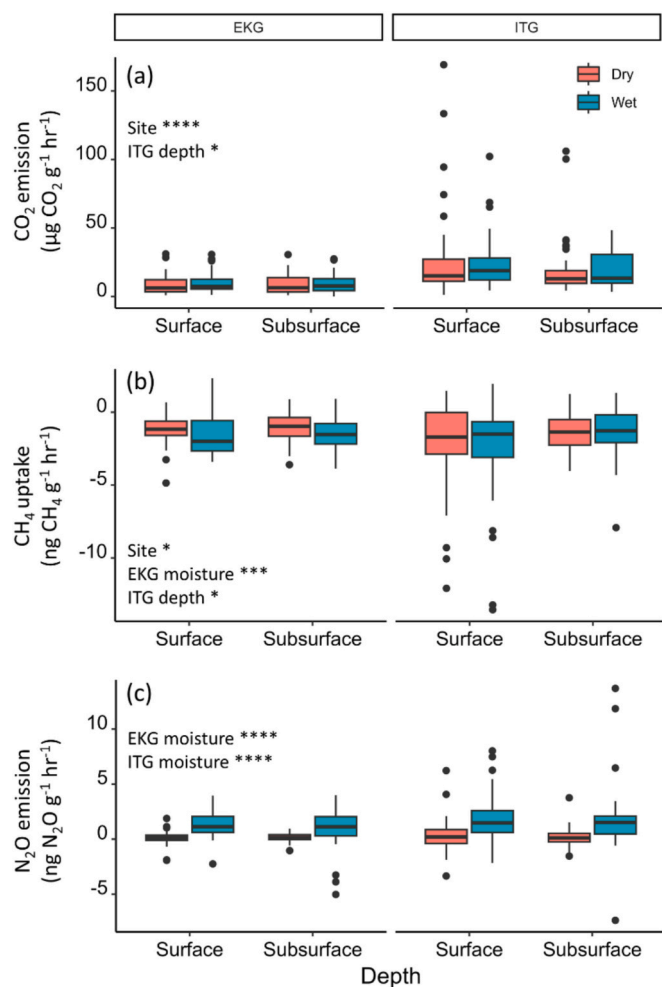 EKG
ITG
(a)
Dry
Wet
Site ****
ITG depth *
CO₂ emission
(µg CO₂ g⁻¹ hr⁻¹)
150
100
50
0
Surface
Subsurface
Surface
Subsurface
(b)
CH₄ uptake
(ng CH₄ g⁻¹ hr⁻¹)
0
-5
-10
Site *
EKG moisture ***
ITG depth *
Surface
Subsurface
Surface
Subsurface
(c)
EKG moisture ****
ITG moisture ****
N₂O emission
(ng N₂O g⁻¹ hr⁻¹)
10
5
0
-5
Surface
Subsurface
Surface
Subsurface
Depth